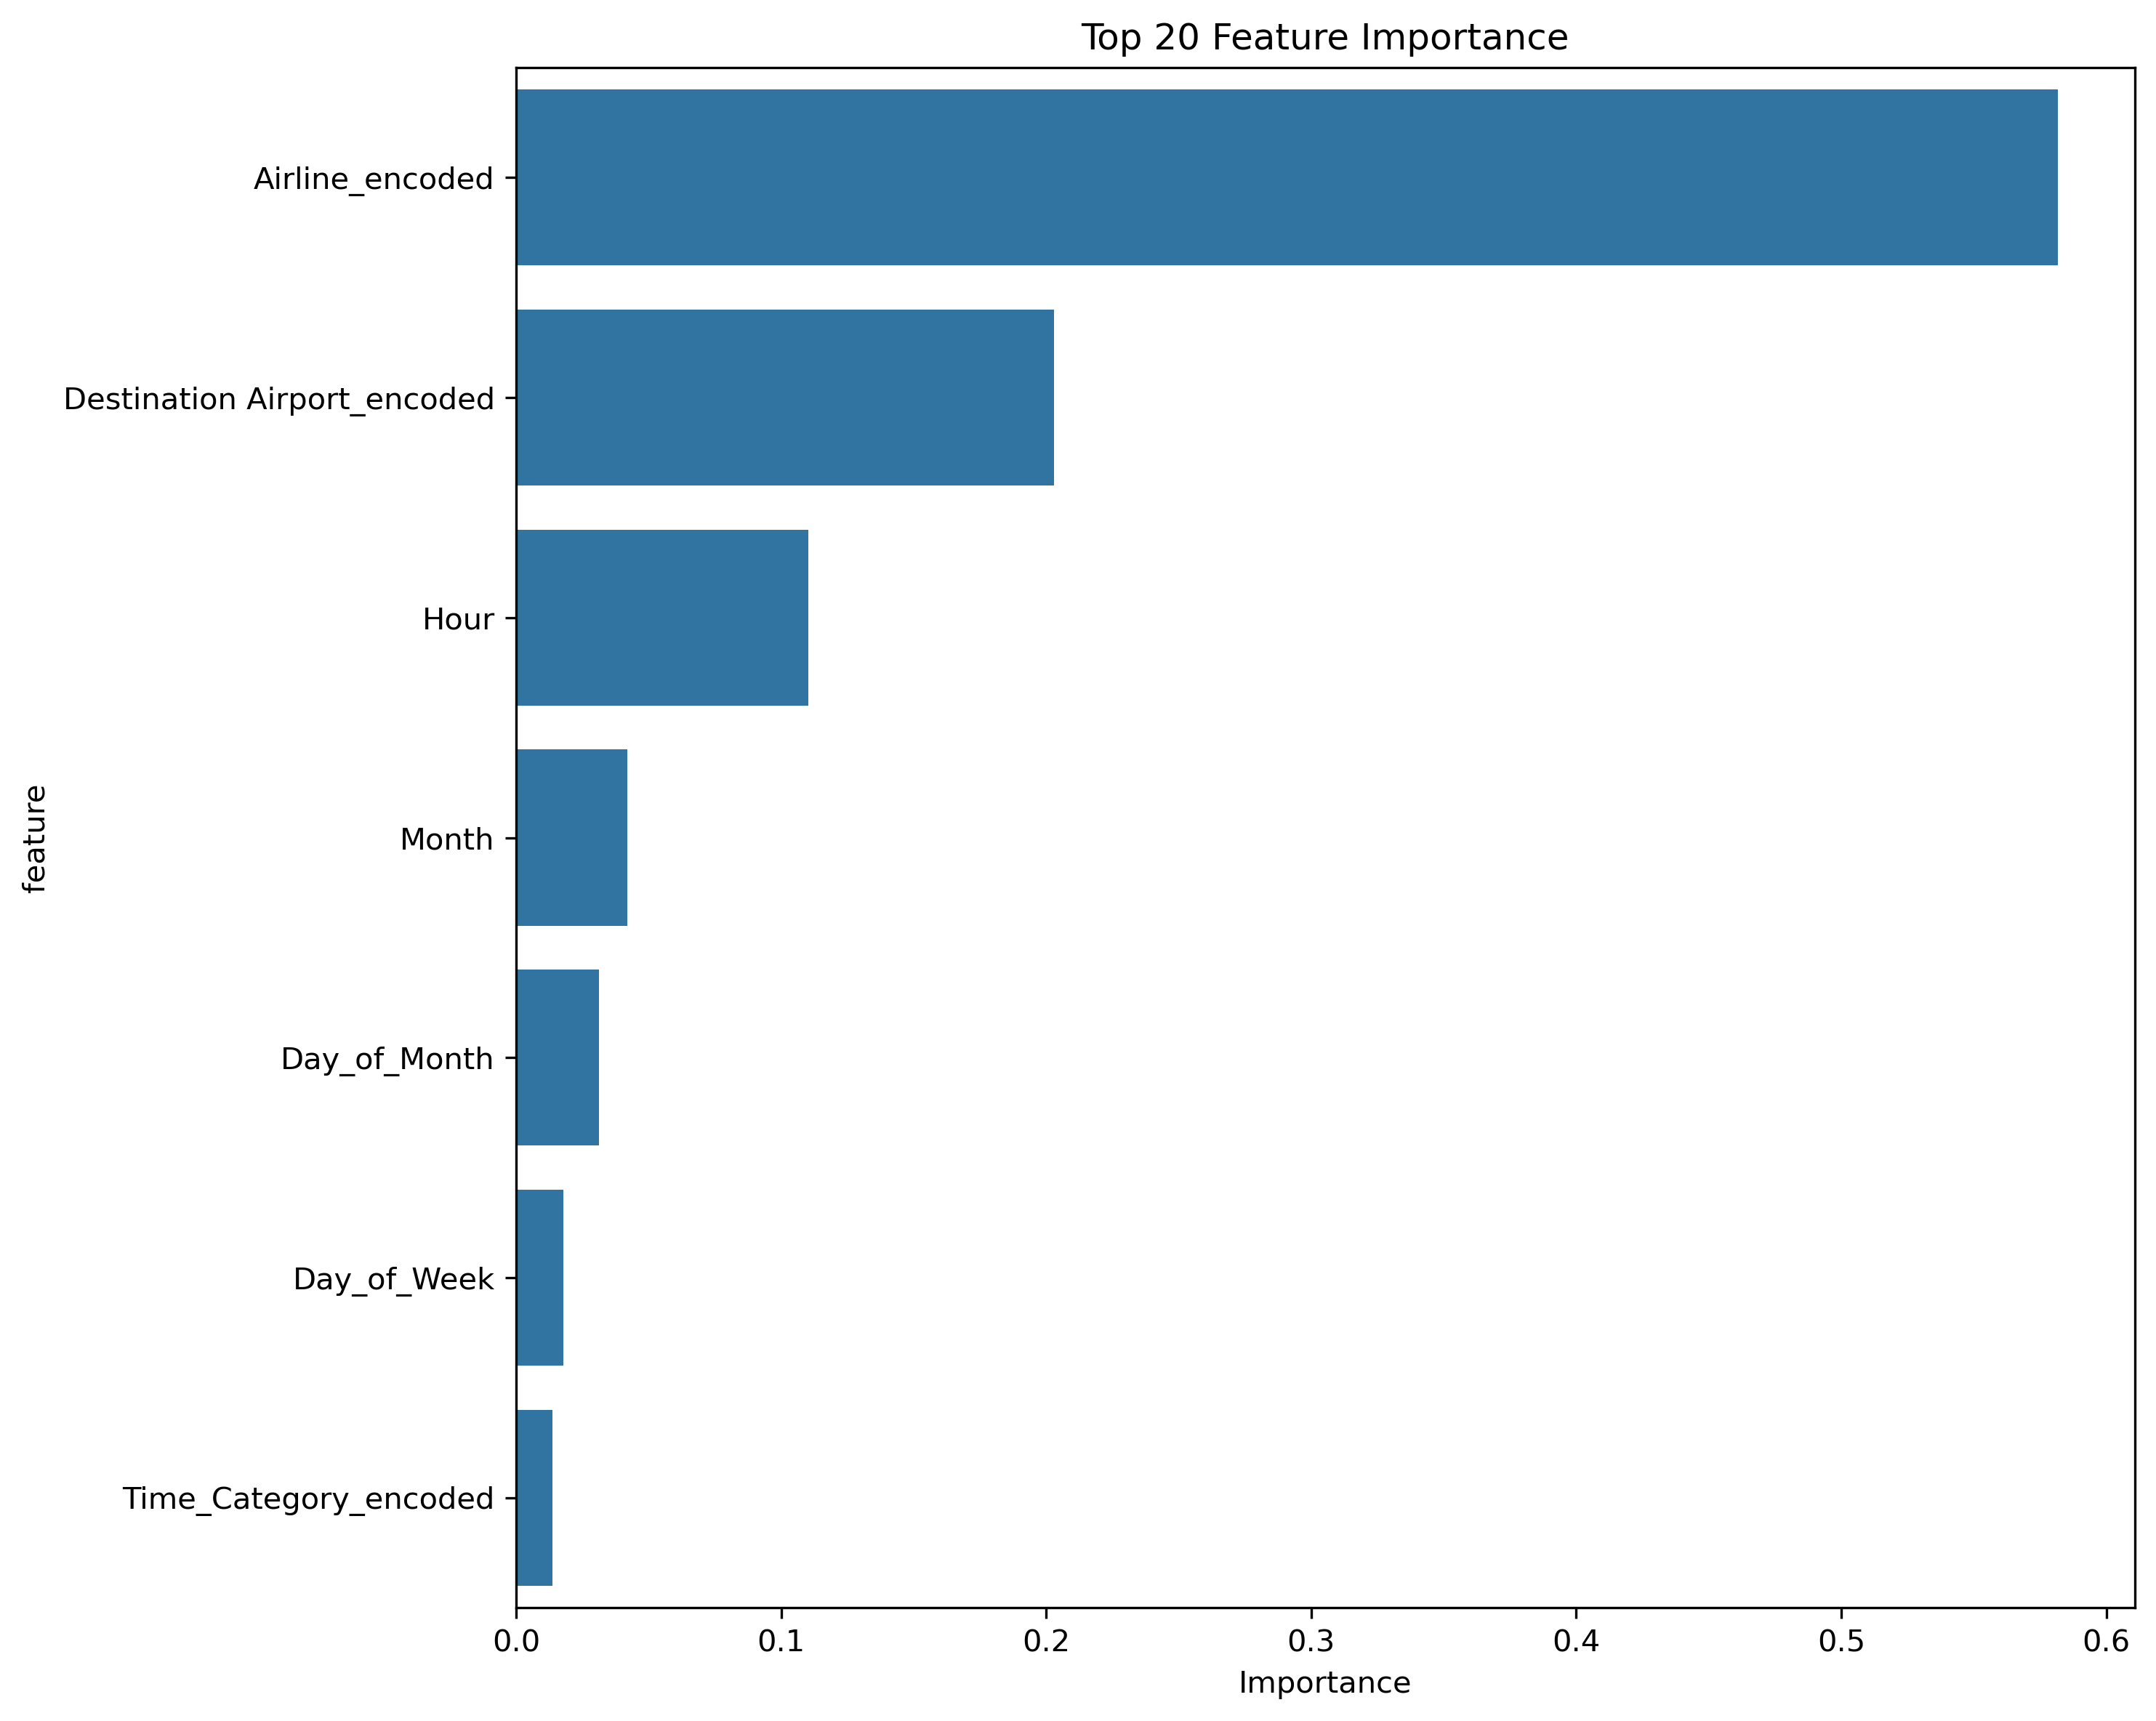 Top 20 Feature Importance
Airline_encoded
Destination Airport_encoded
Hour
Month
Day_of_Month
Day_of_Week
Time_Category_encoded
feature
0.0 0.1 0.2 0.3 0.4 0.5 0.6
Importance